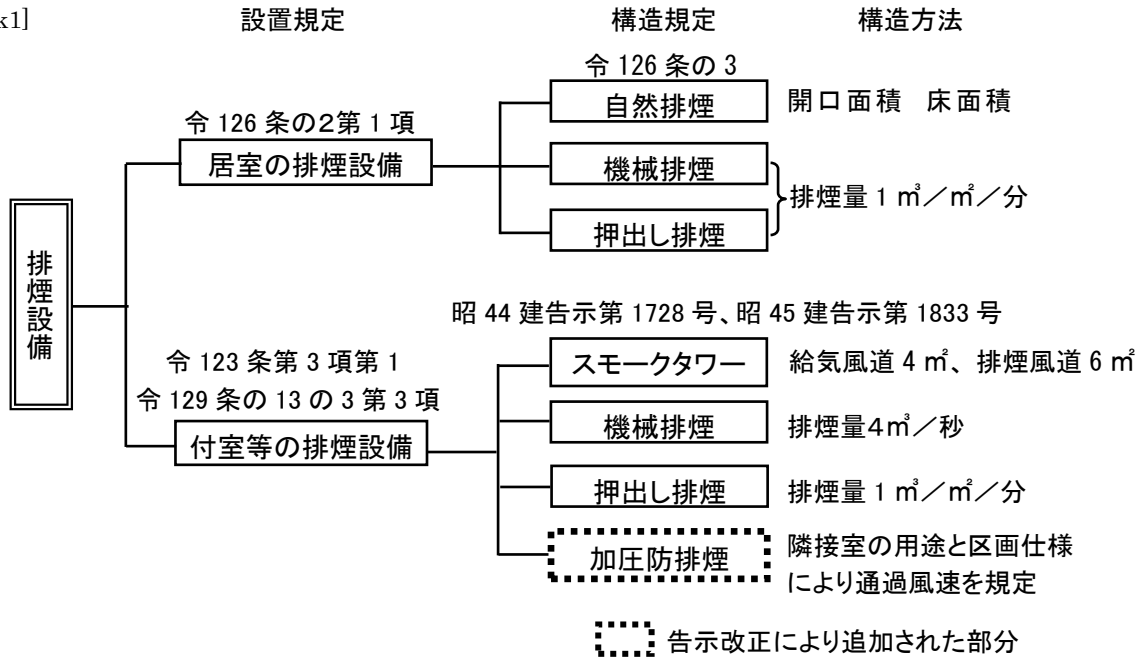 x1]
設置規定 構造規定 構造方法
令 126 条の 3
自然排煙 開口面積 床面積
令 126 条の2第 1 項
居室の排煙設備
機械排煙
排煙量 1 ㎥／㎡／分
押出し排煙
排煙設備
昭 44 建告示第 1728 号、昭 45 建告示第 1833 号
令 123 条第 3 項第 1
スモークタワー 給気風道 4 ㎡、排煙風道 6 ㎡
令 129 条の 13 の 3 第 3 項
機械排煙 排煙量4㎥／秒
付室等の排煙設備
押出し排煙 排煙量 1 ㎥／㎡／分
加圧防排煙 隣接室の用途と区画仕様
により通過風速を規定
告示改正により追加された部分